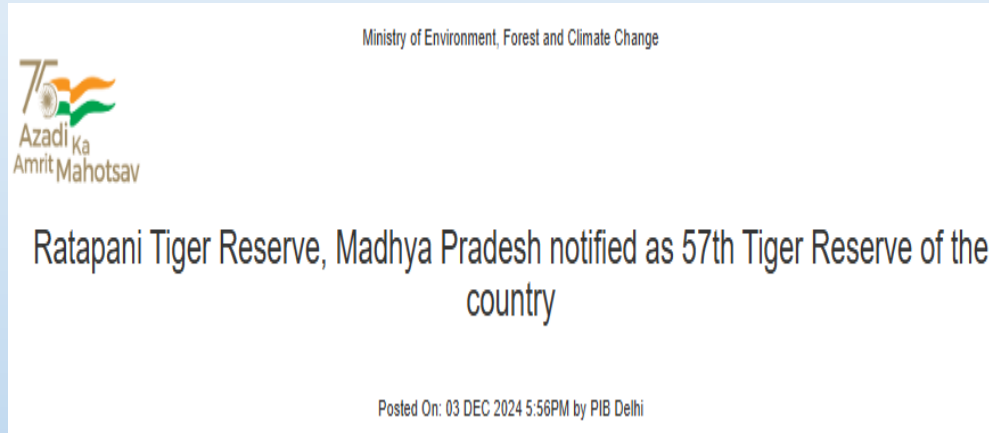 Ministry of Environment, Forest and Climate Change
75
Azadi Ka
Amrit Mahotsav
Ratapani Tiger Reserve, Madhya Pradesh notified as 57th Tiger Reserve of the
country
Posted On: 03 DEC 2024 5:56PM by PIB Delhi